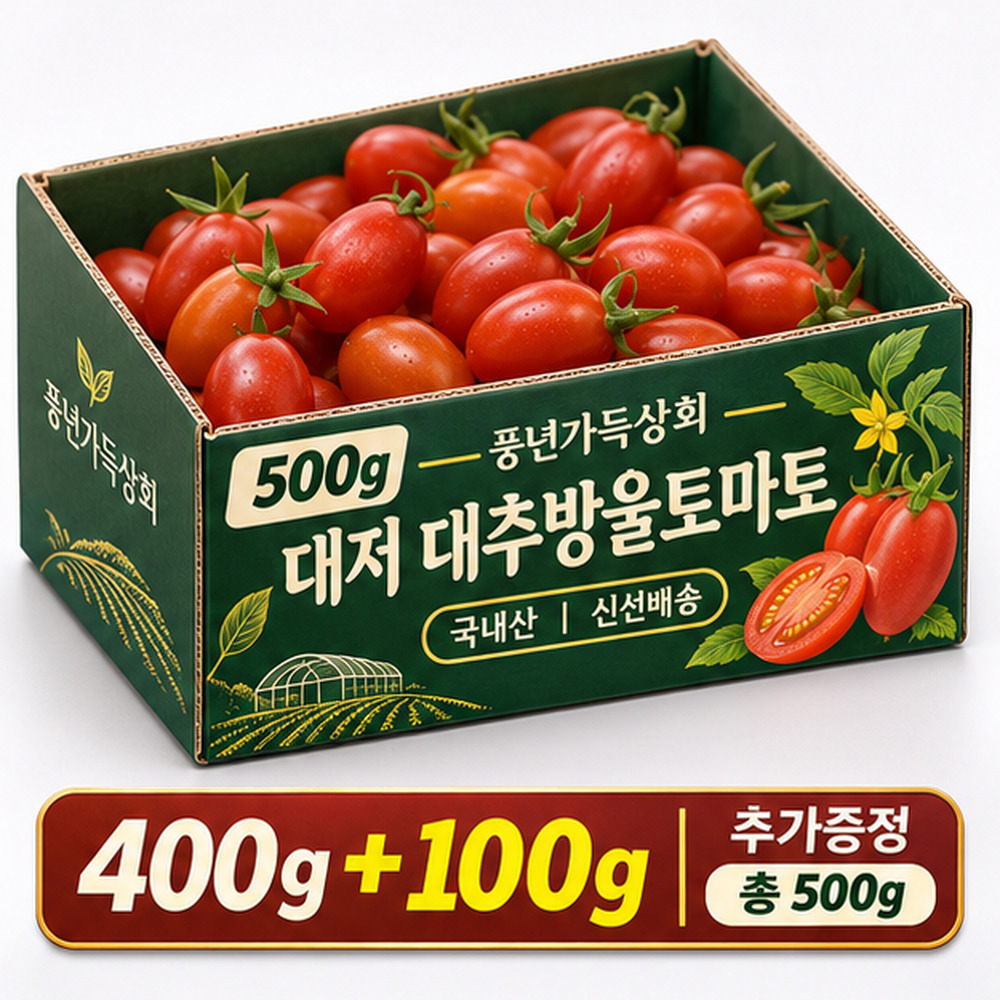 풍년가득상회
500g
풍년가득상회
대저 대추방울토마토
국내산 | 신선배송
400g+100g
추가증정
총 500g